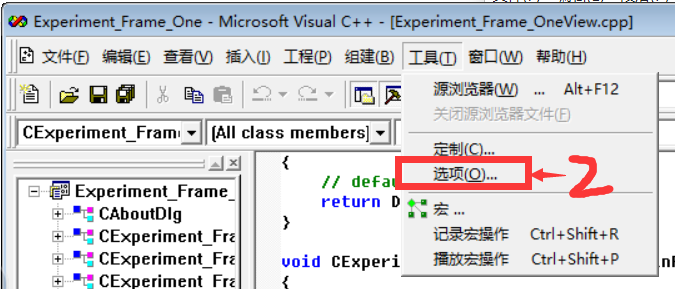 Experiment_Frame_One - Microsoft Visual C++ - [Experiment_Frame_OneView.cpp]
文件(F) 编辑(E) 查看(V) 插入(I) 工程(P) 组建(B) 工具(T) 窗口(W) 帮助(H)
源浏览器(W) ... Alt+F12
关闭源浏览器文件(F)
定制(C)...
选项(O)...
2
宏 ...
记录宏操作 Ctrl+Shift+R
播放宏操作 Ctrl+Shift+P
CExperiment_Fram
(All class members)
Experiment_Frame_
CAboutDlg
CExperiment_Fra
CExperiment_Fra
CExperiment_Fra
{
// defau
return D
}
void CExperi
{